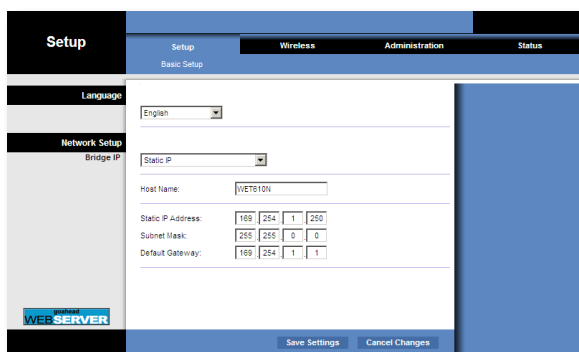 Setup
Setup Wireless Administration Status
Basic Setup
Language
English
Network Setup
Bridge IP
Static IP
Host Name: WET610N
Static IP Address: 169 . 254 . 1 . 250
Subnet Mask: 255 . 255 . 0 . 0
Default Gateway: 169 . 254 . 1 . 1
goahead
WEBSERVER
Save Settings Cancel Changes